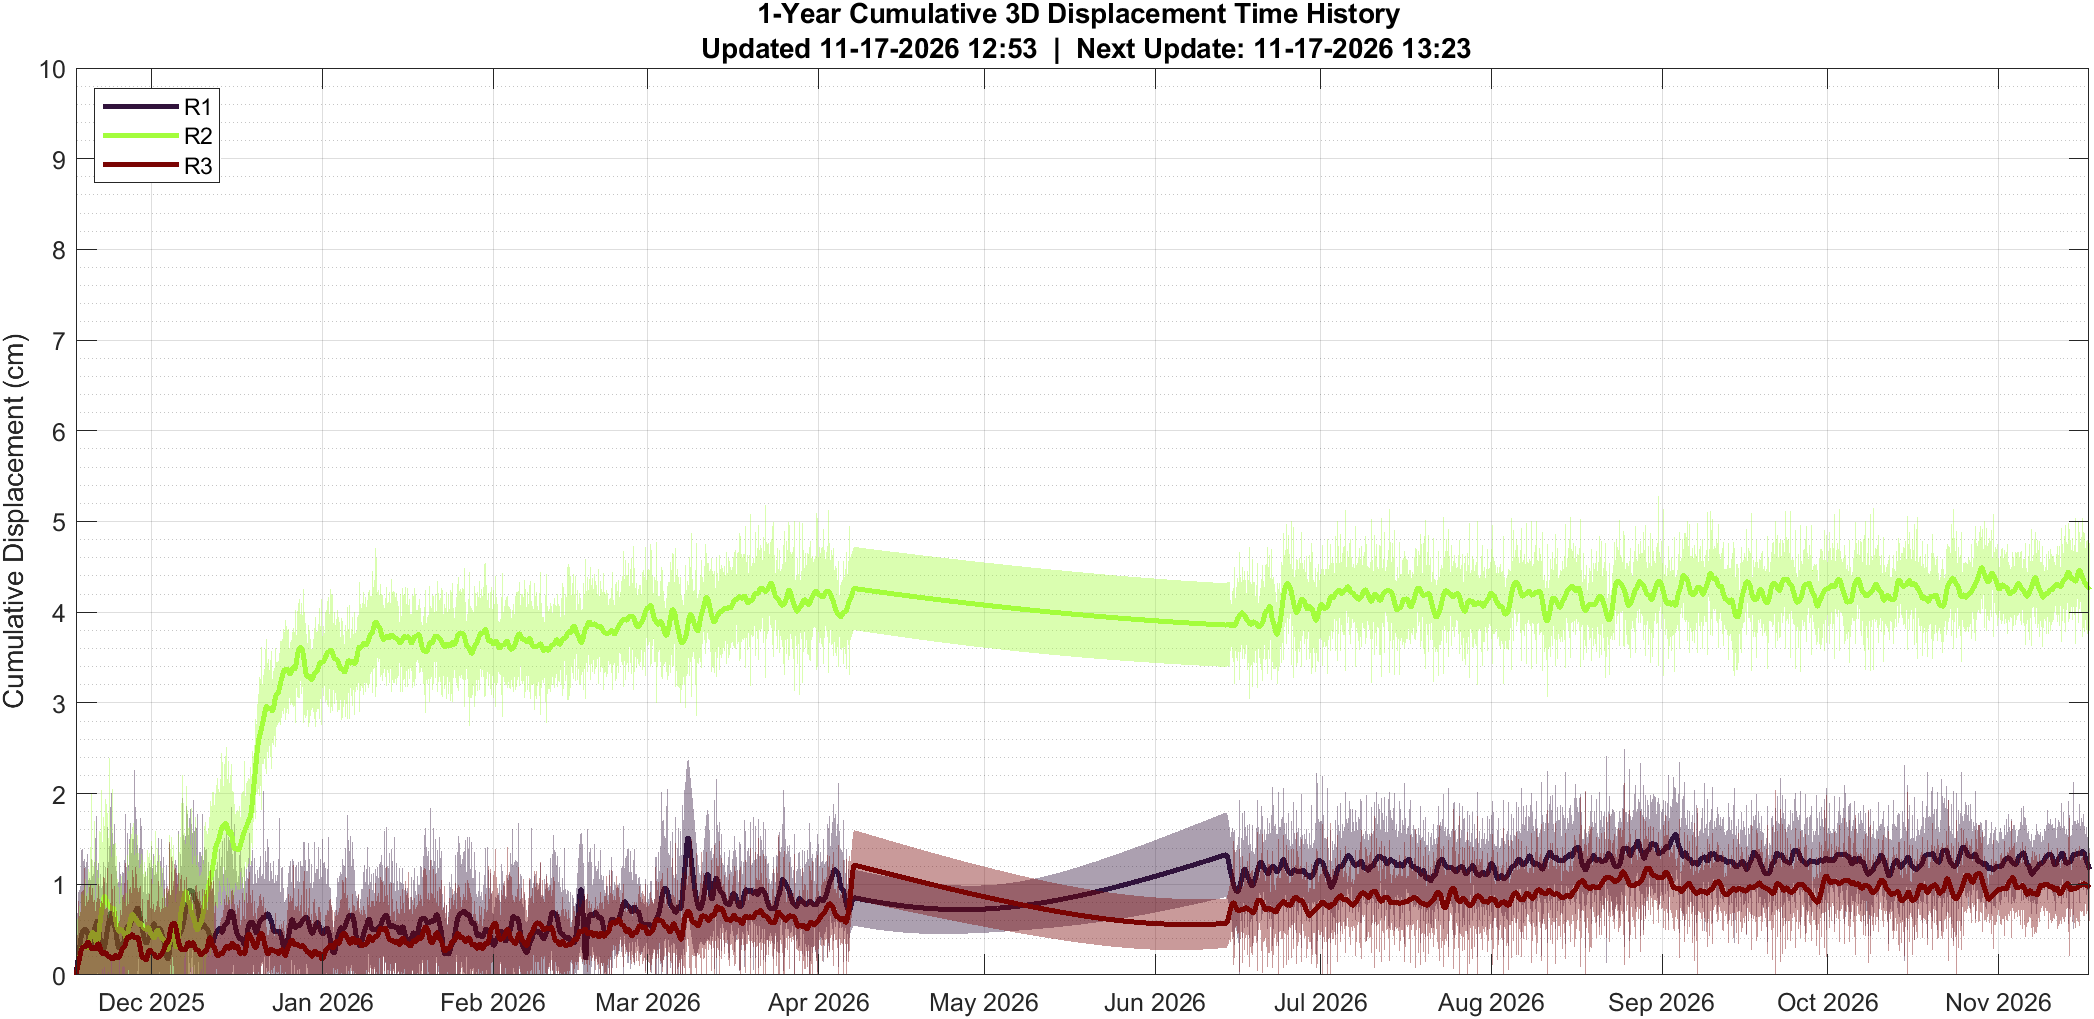 1-Year Cumulative 3D Displacement Time History
Updated 11-17-2026 12:53 | Next Update: 11-17-2026 13:23
Cumulative Displacement (cm)
10
9
8
7
6
5
4
3
2
1
0
R1
R2
R3
Dec 2025
Jan 2026
Feb 2026
Mar 2026
Apr 2026
May 2026
Jun 2026
Jul 2026
Aug 2026
Sep 2026
Oct 2026
Nov 2026